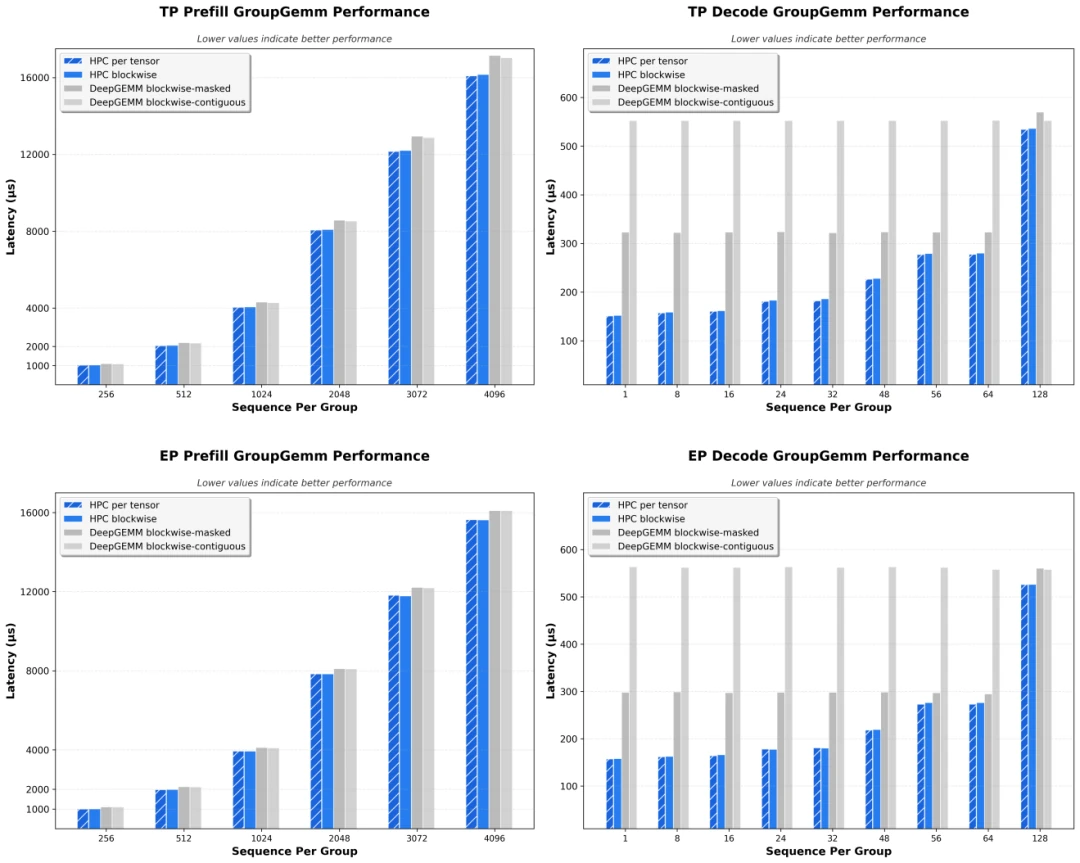 TP Prefill GroupGemm Performance
Lower values indicate better performance
HPC per tensor
HPC blockwise
DeepGEMM blockwise-masked
DeepGEMM blockwise-contiguous
Latency (μs)
16000
12000
8000
4000
2000
1000
256 512 1024 2048 3072 4096
Sequence Per Group
TP Decode GroupGemm Performance
Lower values indicate better performance
HPC per tensor
HPC blockwise
DeepGEMM blockwise-masked
DeepGEMM blockwise-contiguous
Latency (μs)
600
500
400
300
200
100
1 8 16 24 32 48 56 64 128
Sequence Per Group
EP Prefill GroupGemm Performance
Lower values indicate better performance
HPC per tensor
HPC blockwise
DeepGEMM blockwise-masked
DeepGEMM blockwise-contiguous
Latency (μs)
16000
12000
8000
4000
2000
1000
256 512 1024 2048 3072 4096
Sequence Per Group
EP Decode GroupGemm Performance
Lower values indicate better performance
HPC per tensor
HPC blockwise
DeepGEMM blockwise-masked
DeepGEMM blockwise-contiguous
Latency (μs)
600
500
400
300
200
100
1 8 16 24 32 48 56 64 128
Sequence Per Group